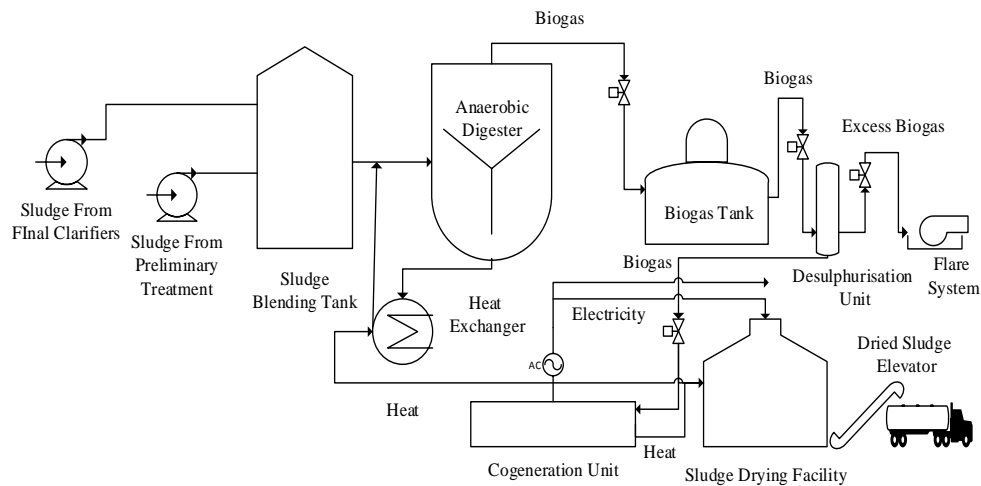 Biogas
Biogas
Anaerobic
Digester
Excess Biogas
Biogas Tank
Sludge From
FInal Clarifiers
Sludge From
Preliminary
Treatment
Sludge
Blending Tank
Heat
Exchanger
Biogas
Desulphurisation
Unit
Flare
System
Electricity
AC
Dried Sludge
Elevator
Heat
Heat
Cogeneration Unit
Sludge Drying Facility